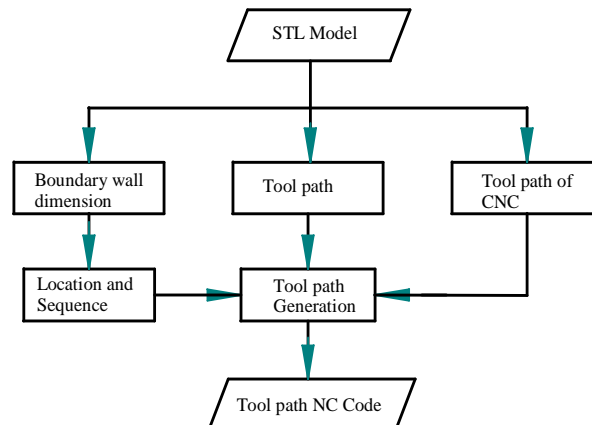 STL Model
Boundary wall
dimension
Tool path
Tool path of
CNC
Location and
Sequence
Tool path
Generation
Tool path NC Code